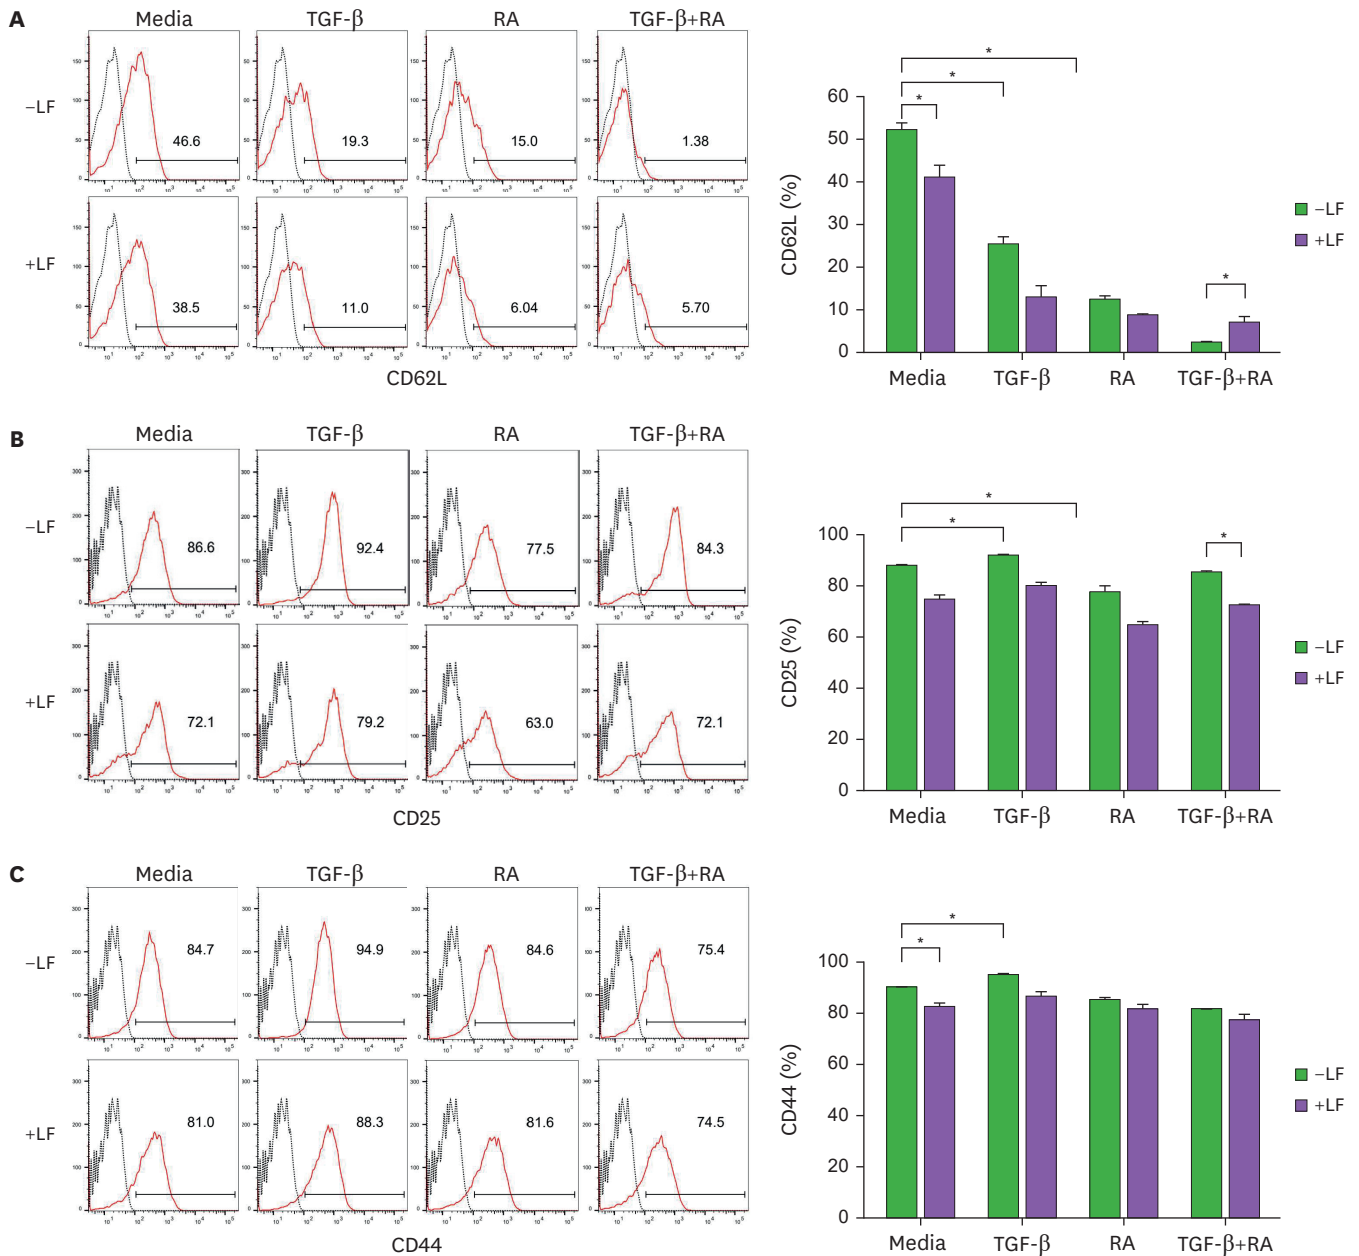 A
Media TGF-β RA TGF-β+RA
–LF
46.6 19.3 15.0 1.38
+LF
38.5 11.0 6.04 5.70
CD62L
* * * *
CD62L (%)
60
50
40
30
20
10
0
Media TGF-β RA TGF-β+RA
–LF
+LF
B
Media TGF-β RA TGF-β+RA
–LF
86.6 92.4 77.5 84.3
+LF
72.1 79.2 63.0 72.1
CD25
* * *
CD25 (%)
100
80
60
40
20
0
Media TGF-β RA TGF-β+RA
–LF
+LF
C
Media TGF-β RA TGF-β+RA
–LF
84.7 94.9 84.6 75.4
+LF
81.0 88.3 81.6 74.5
CD44
* *
CD44 (%)
100
80
60
40
20
0
Media TGF-β RA TGF-β+RA
–LF
+LF